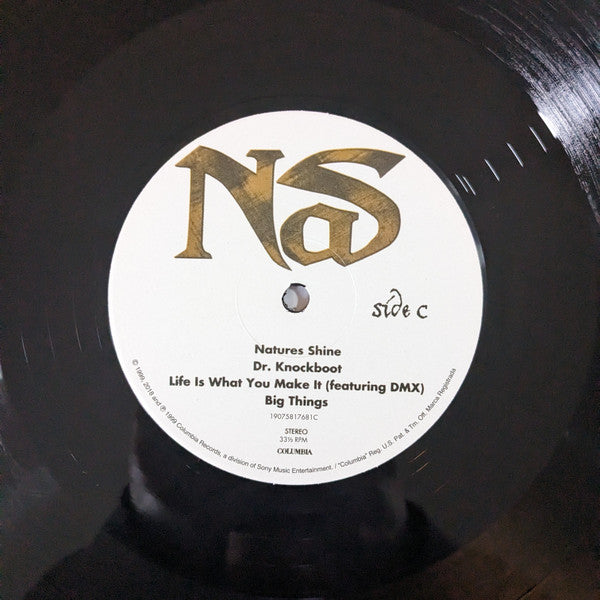 NaS
side c
Natures Shine
Dr. Knockboot
Life Is What You Make It (featuring DMX)
Big Things
19075817681C
STEREO
33⅓ RPM
COLUMBIA
© 1999, 2018 and ℗ 1999 Columbia Records, a division of Sony Music Entertainment. / "Columbia" Reg. U.S. Pat. & Tm. Off. Marca Registrada